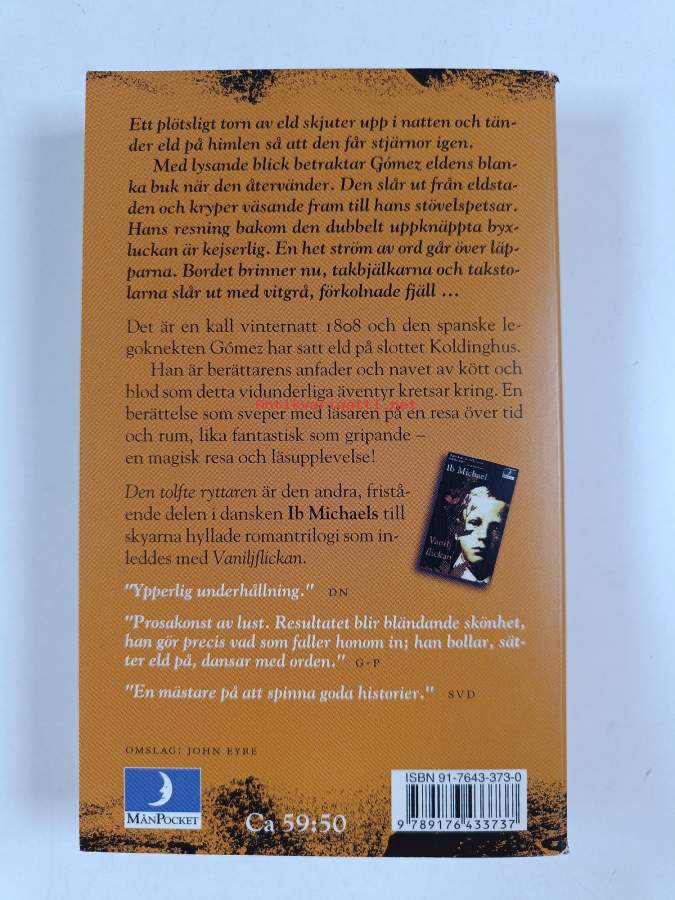 Ett plötsligt torn av eld skjuter upp i natten och tän-
der eld på himlen så att den får stjärnor igen.
Med lysande blick betraktar Gómez eldens blan-
ka buk när den återvänder. Den slår ut från eldsta-
den och kryper väsande fram till hans stövelspetsar.
Hans resning bakom den dubbelt uppknäppta byx-
luckan är kejserlig. En het ström av ord går över läp-
parna. Bordet brinner nu, takbjälkarna och taksto-
larna slår ut med vitgrå, förkolnade fjäll ...
Det är en kall vinternatt 1808 och den spanske le-
goknekten Gómez har satt eld på slottet Koldinghus.
Han är berättarens anfader och navet av kött och
blod som detta vidunderliga äventyr kretsar kring. En
Antikvariaatti.net
berättelse som sveper med läsaren på en resa över tid
och rum, lika fantastisk som gripande –
en magisk resa och läsupplevelse!
Ib Michael
Vanilj
flickan
Den tolfte ryttaren är den andra, fristå-
ende delen i dansken Ib Michaels till
skyarna hyllade romantrilogi som in-
leddes med Vaniljflickan.
"Ypperlig underhållning." DN
"Prosakonst av lust. Resultatet blir bländande skönhet,
han gör precis vad som faller honom in; han bollar, sät-
ter eld på, dansar med orden." G-P
"En mästare på att spinna goda historier." SVD
OMSLAG: JOHN EYRE
MÅNPOCKET
Ca 59:50
ISBN 91-7643-373-0
9 789176 433737